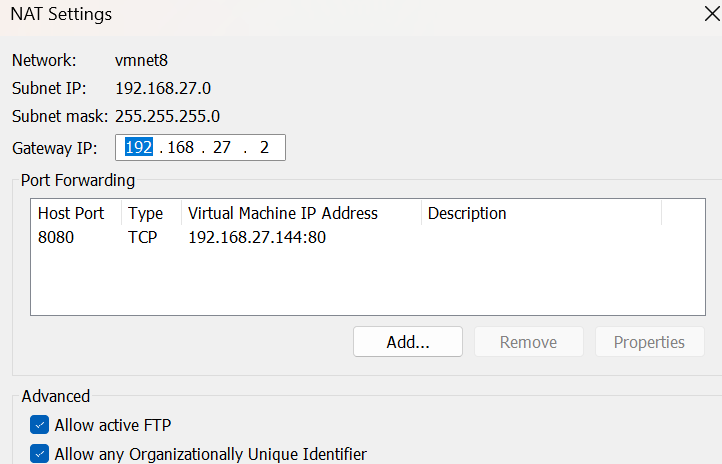 NAT Settings
Network: vmnet8
Subnet IP: 192.168.27.0
Subnet mask: 255.255.255.0
Gateway IP: 192 . 168 . 27 . 2
Port Forwarding
Host Port Type Virtual Machine IP Address Description
8080 TCP 192.168.27.144:80
Add... Remove Properties
Advanced
Allow active FTP
Allow any Organizationally Unique Identifier